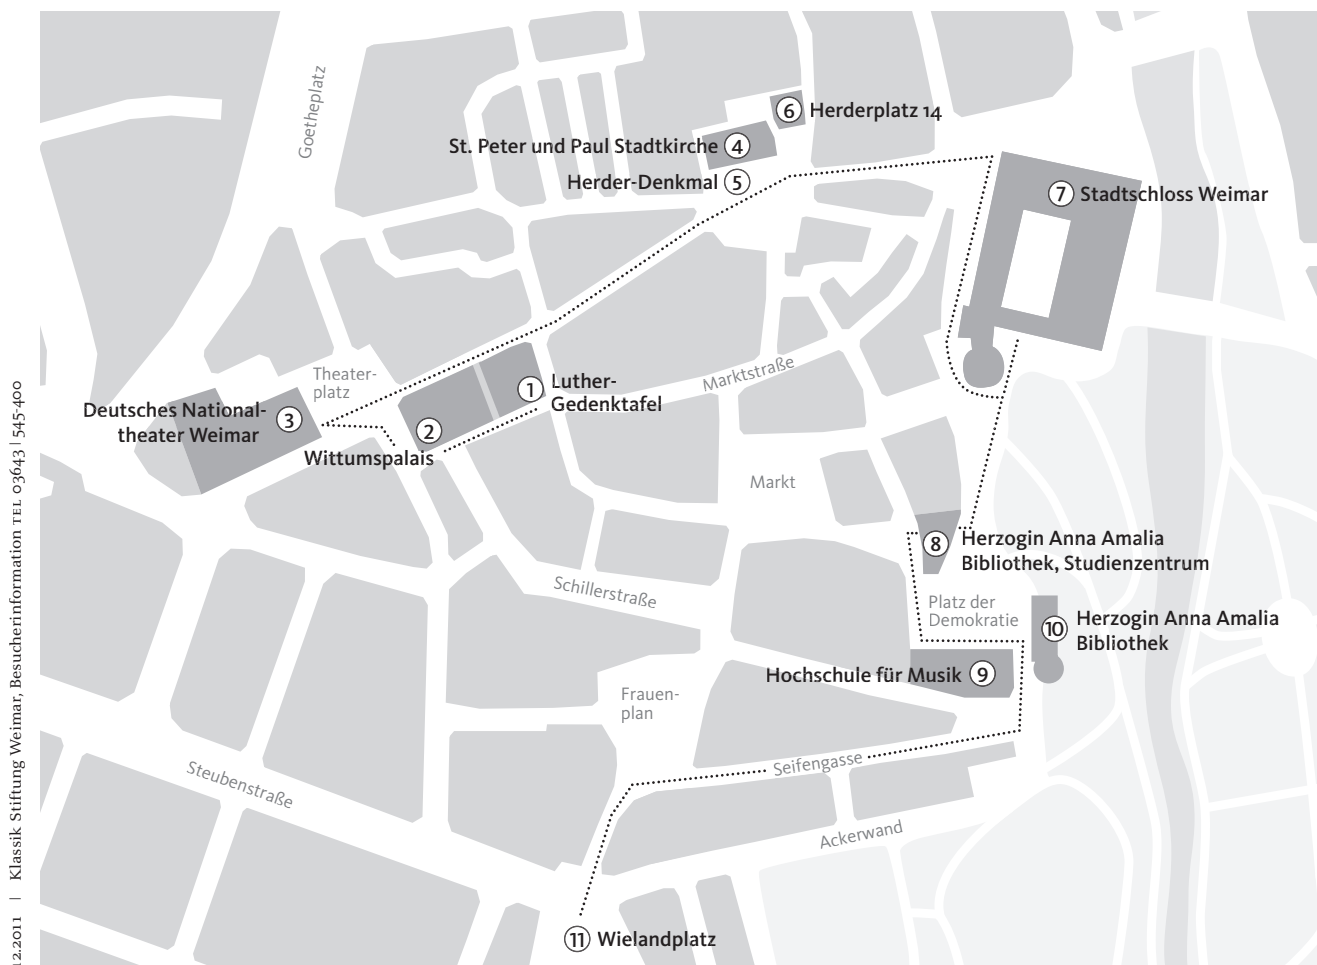 Goetheplatz
6 Herderplatz 14
St. Peter und Paul Stadtkirche 4
Herder-Denkmal 5
7 Stadtschloss Weimar
Theater-
platz
Marktstraße
1 Luther-
Gedenktafel
Deutsches National-
theater Weimar 3
2
Wittumspalais
Markt
8 Herzogin Anna Amalia
Bibliothek, Studienzentrum
Schillerstraße
Platz der
Demokratie
10 Herzogin Anna Amalia
Bibliothek
Hochschule für Musik 9
Frauen-
plan
Seifengasse
Steubenstraße
Ackerwand
11 Wielandplatz
12.2011 | Klassik Stiftung Weimar, Besucherinformation TEL 03643 | 545-400